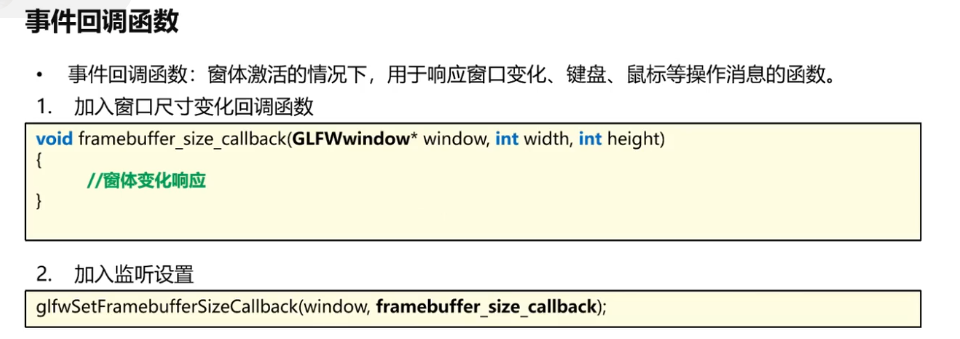 事件回调函数
• 事件回调函数：窗体激活的情况下，用于响应窗口变化、键盘、鼠标等操作消息的函数。
1. 加入窗口尺寸变化回调函数
void framebuffer_size_callback(GLFWwindow* window, int width, int height)
{
//窗体变化响应
}
2. 加入监听设置
glfwSetFramebufferSizeCallback(window, framebuffer_size_callback);